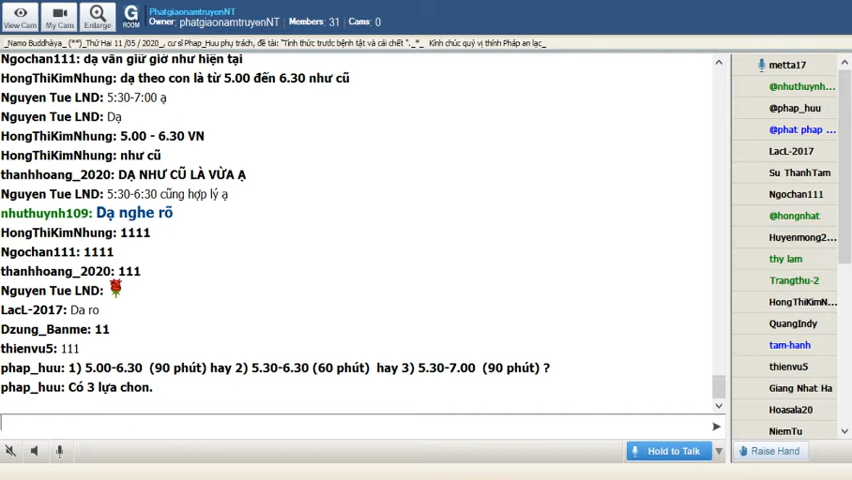 View Cam
My Cam
Enlarge
G
ROOM
PhatgiaonamtruyenNT
Owner: phatgiaonamtruyenNT | Members: 31 | Cams: 0
_Namo Buddhàya_ (**)_Thứ Hai 11 /05 / 2020_, cư sĩ Phap_Huu phụ trách, đề tài: "Tỉnh thức trước bệnh tật và cái chết "._*_ Kính chúc quý vị thính Pháp an lạc_
Ngochan111: dạ vẫn giữ giờ như hiện tại
HongThiKimNhung: dạ theo con là từ 5.00 đến 6.30 như cũ
Nguyen Tue LND: 5:30-7:00 ạ
Nguyen Tue LND: Dạ
HongThiKimNhung: 5.00 - 6.30 VN
HongThiKimNhung: như cũ
thanhhoang_2020: DẠ NHƯ CŨ LÀ VỪA Ạ
Nguyen Tue LND: 5:30-6:30 cũng hợp lý ạ
nhuthuynh109: Dạ nghe rõ
HongThiKimNhung: 1111
Ngochan111: 1111
thanhhoang_2020: 111
Nguyen Tue LND:
LacL-2017: Da ro
Dzung_Banme: 11
thienvu5: 111
phap_huu: 1) 5.00-6.30 (90 phút) hay 2) 5.30-6.30 (60 phút) hay 3) 5.30-7.00 (90 phút) ?
phap_huu: Có 3 lựa chon.
Hold to Talk
metta17
@nhuthuynh...
@phap_huu
@phat phap ...
LacL-2017
Su ThanhTam
Ngochan111
@hongnhat
Huyenmong2...
thy lam
Trangthu-2
HongThiKimN...
QuangIndy
tam-hanh
thienvu5
Giang Nhat Ha
Hoasala20
NiemTu
Raise Hand